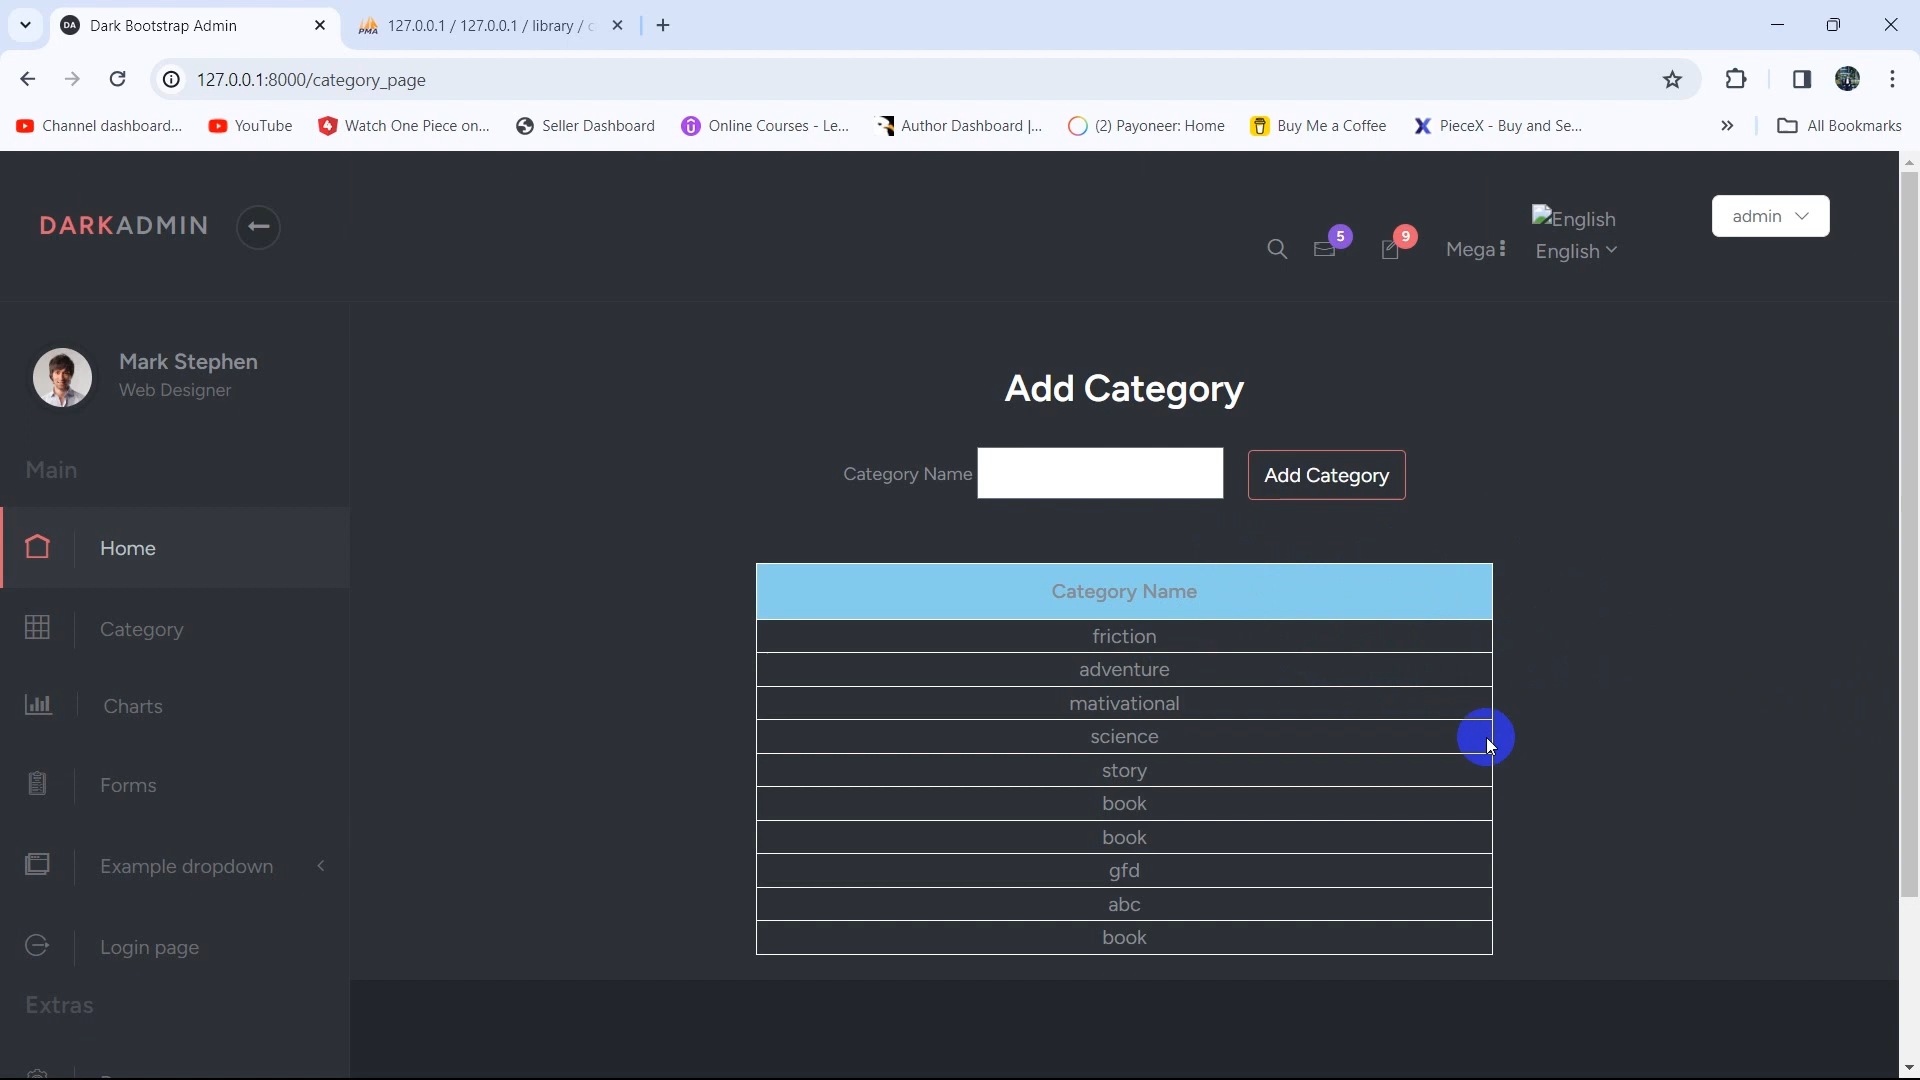 DA Dark Bootstrap Admin
PMA 127.0.0.1 / 127.0.0.1 / library / c
127.0.0.1:8000/category_page
Channel dashboard... YouTube Watch One Piece on... Seller Dashboard Online Courses - Le... Author Dashboard |... (2) Payoneer: Home Buy Me a Coffee PieceX - Buy and Se... » All Bookmarks
DARKADMIN
5
9
Mega
English
English
admin
Mark Stephen
Web Designer
Main
Home
Category
Charts
Forms
Example dropdown
Login page
Extras
Add Category
Category Name Add Category
Category Name
friction
adventure
mativational
science
story
book
book
gfd
abc
book